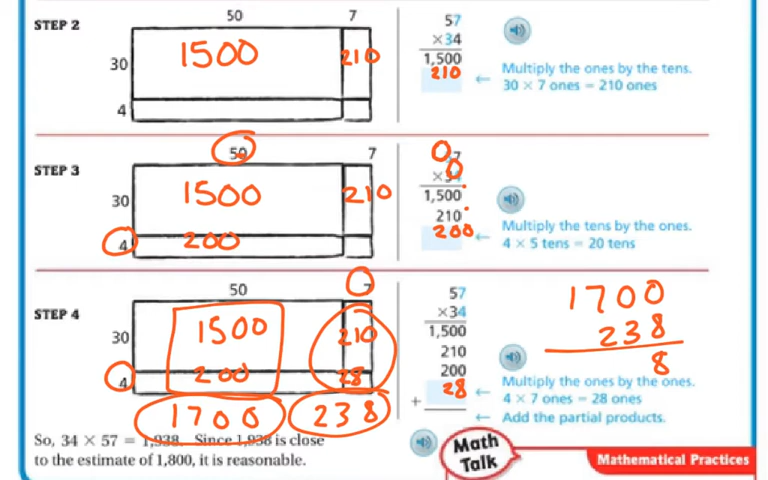 50 7
STEP 2
57
×34
30
1500
210
1,500
210
← Multiply the ones by the tens.
30 × 7 ones = 210 ones
4
50 7
STEP 3
×34
30
1500
210
1,500
210
200
← Multiply the tens by the ones.
4 × 5 tens = 20 tens
4
200
50 7
STEP 4
57
×34
30
1500
210
1,500
210
200
28
+
← Multiply the ones by the ones.
4 × 7 ones = 28 ones
← Add the partial products.
4
200
28
1700
238
1700
238
8
So, 34 × 57 = 1,938. Since 1,938 is close
to the estimate of 1,800, it is reasonable.
Math
Talk
Mathematical Practices